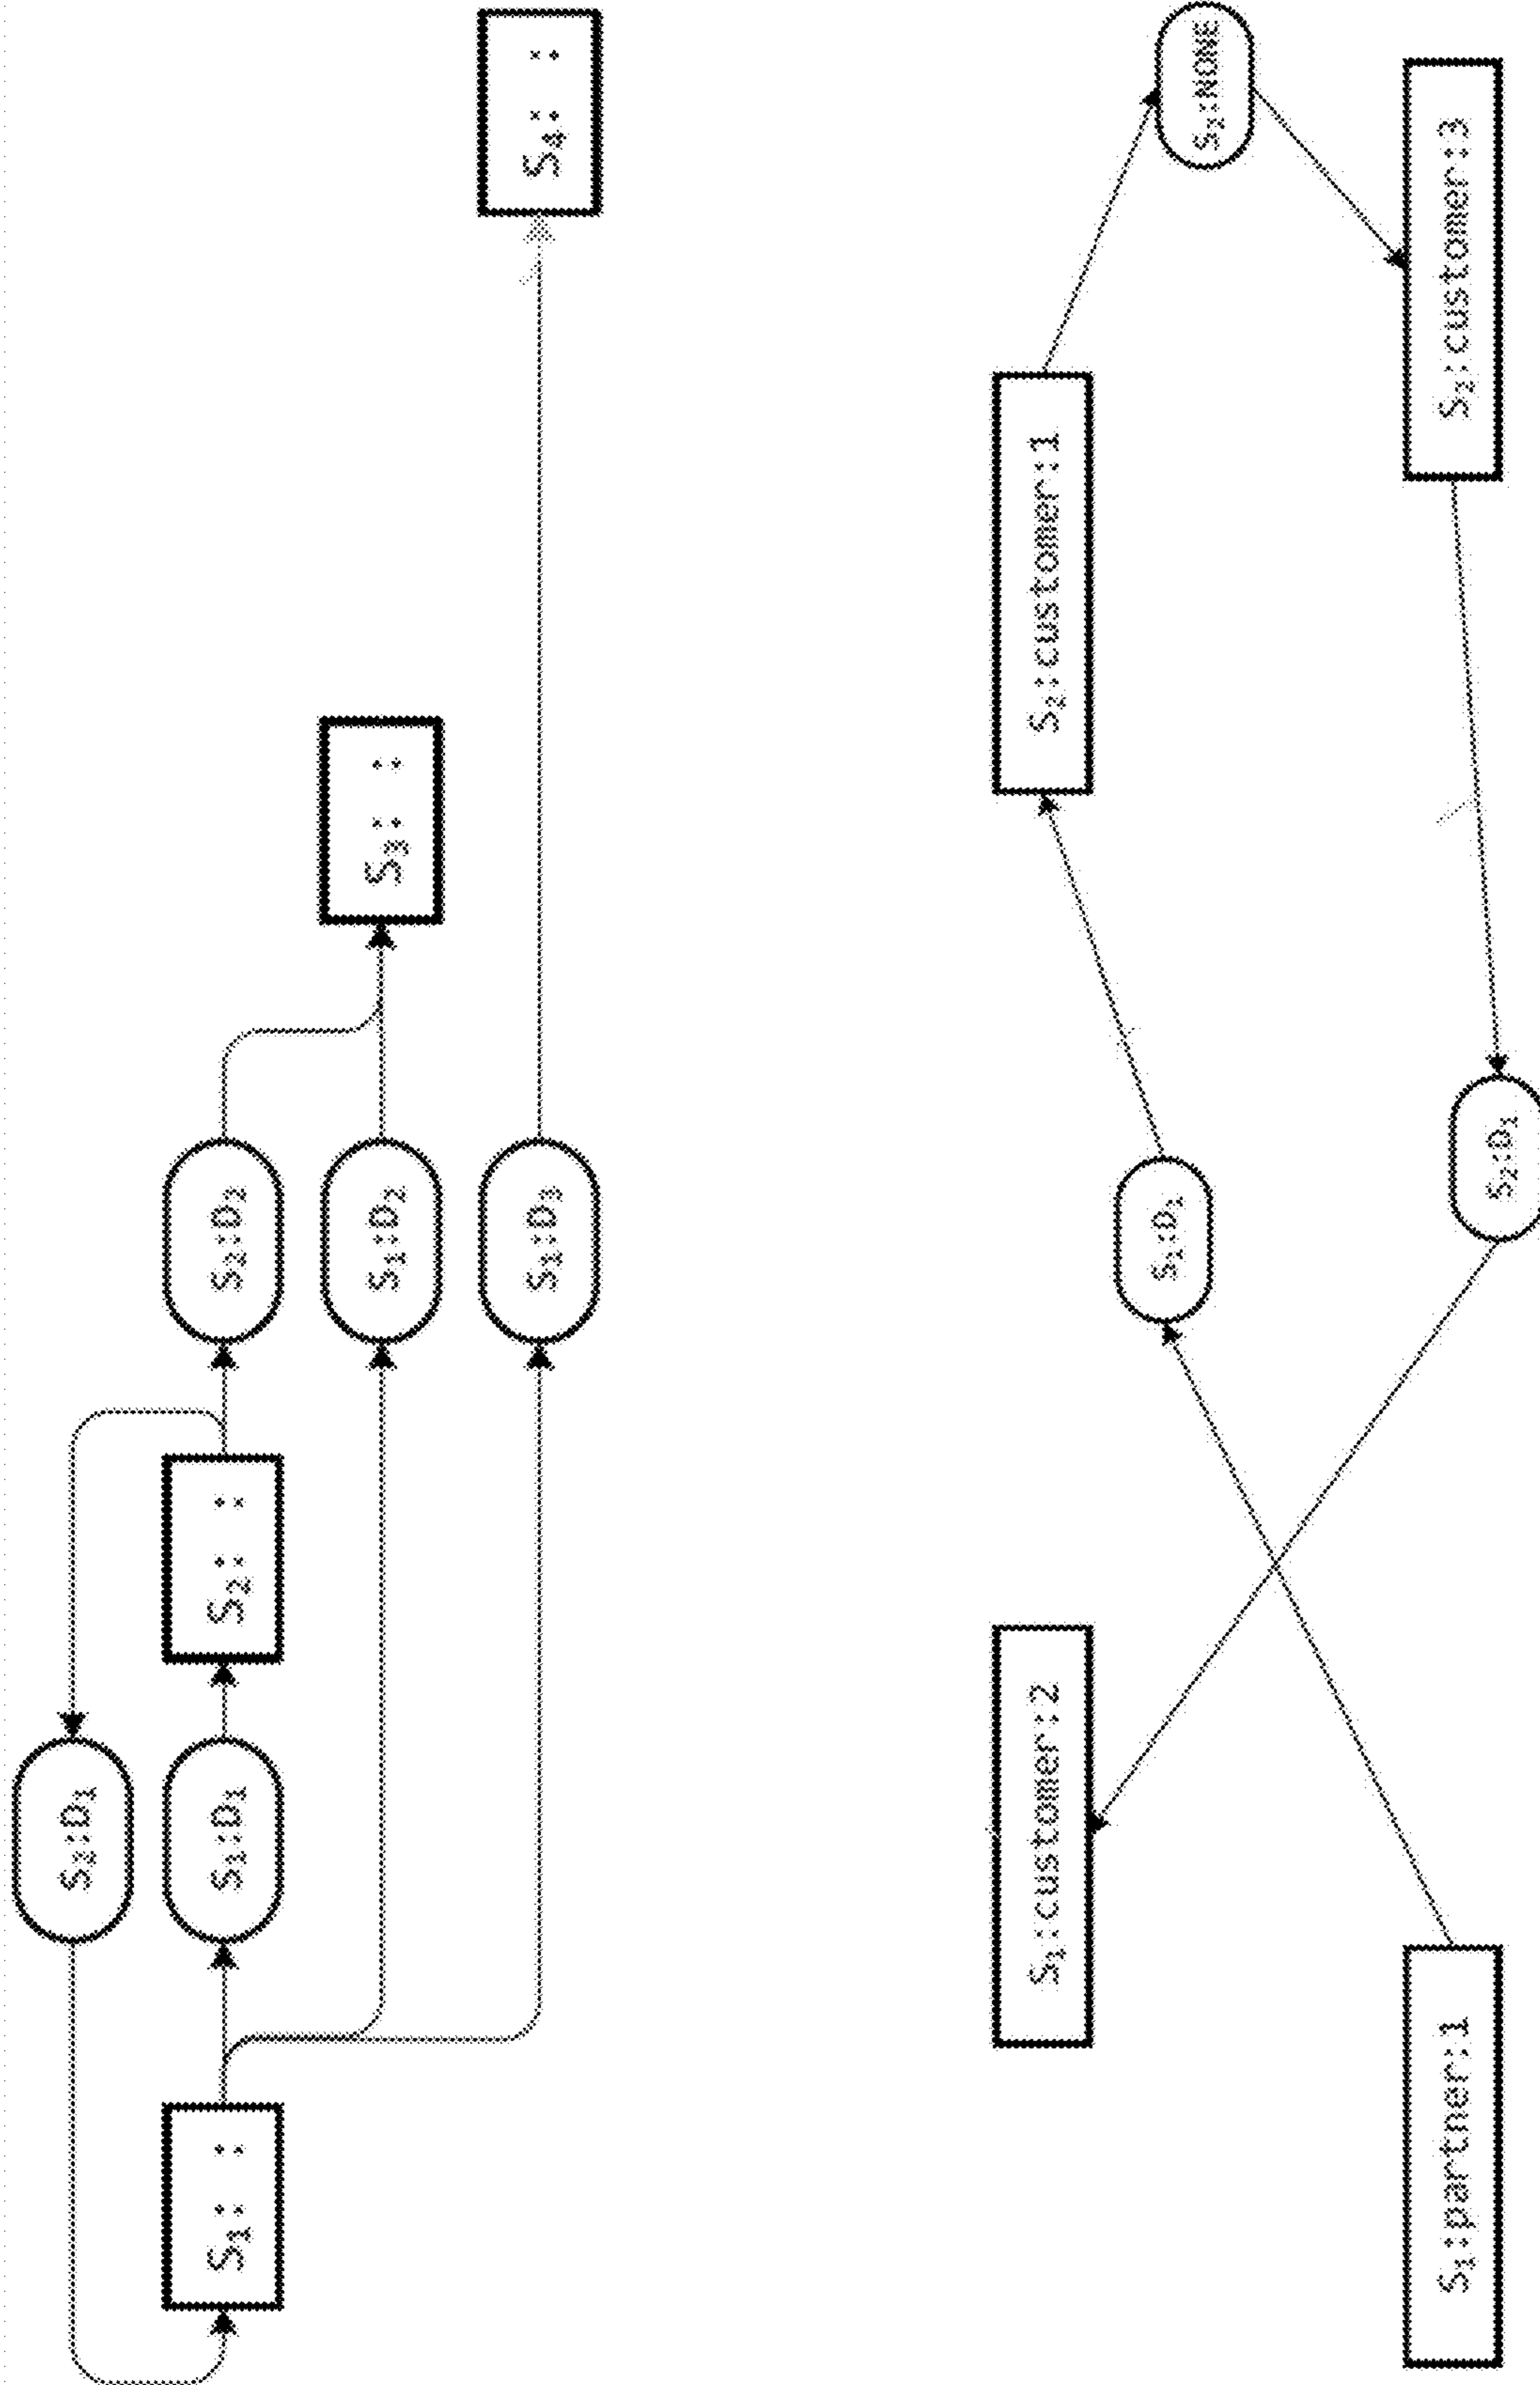 S₂:D₁
S₁: :
S₁:D₁
S₂: :
S₂:D₂
S₁:D₂
S₃: :
S₁:D₃
S₄: :
S₁:customer:2
S₂:customer:1
S₁:D₁
S₂:NONE
S₁:partner:1
S₂:customer:3
S₂:D₁